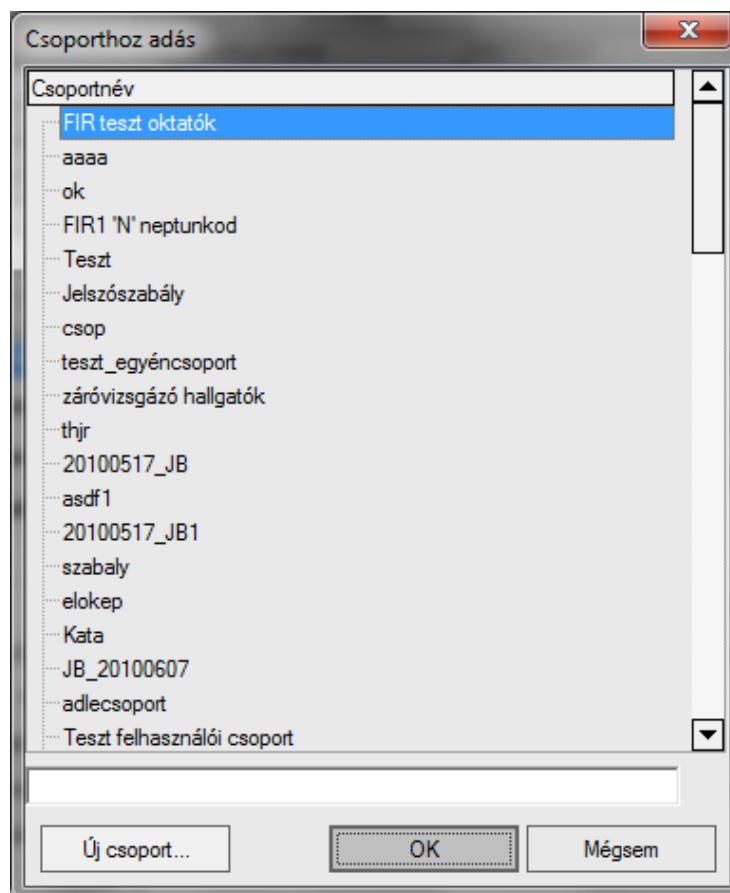 Csoporthoz adás
Csoportnév
FIR teszt oktatók
aaaa
ok
FIR1 "N" neptunkod
Teszt
Jelszószabály
csop
teszt_egyéncsoport
záróvizsgázó hallgatók
thjr
20100517_JB
asdf1
20100517_JB1
szabaly
elokep
Kata
JB_20100607
adlecsoport
Teszt felhasználói csoport
Új csoport... OK Mégsem